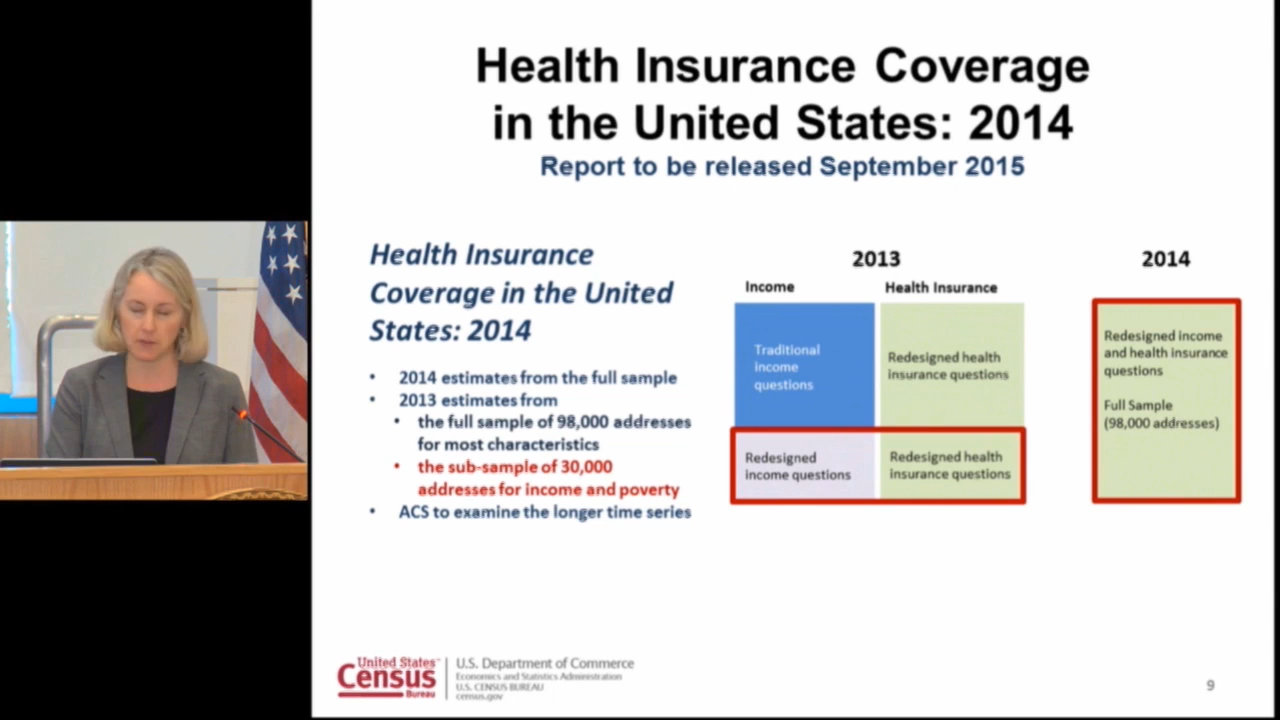 Health Insurance Coverage
in the United States: 2014
Report to be released September 2015
Health Insurance
Coverage in the United
States: 2014
• 2014 estimates from the full sample
• 2013 estimates from
• the full sample of 98,000 addresses
for most characteristics
• the sub-sample of 30,000
addresses for income and poverty
• ACS to examine the longer time series
2013
Income
Health Insurance
Traditional
income
questions
Redesigned health
insurance questions
Redesigned
income questions
Redesigned health
insurance questions
2014
Redesigned income
and health insurance
questions
Full Sample
(98,000 addresses)
United States™
Census
Bureau
U.S. Department of Commerce
Economics and Statistics Administration
U.S. CENSUS BUREAU
census.gov
9